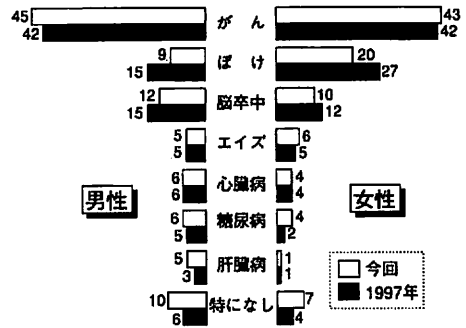 45 がん 43
42 42
9 ぼけ 20
15 27
12 脳卒中 10
15 12
5 エイズ 6
5 5
6 心臓病 4
6 4
男性 女性
6 糖尿病 4
5 2
5 肝臓病 1
3 1
10 特になし 7
6 4
今回
1997年